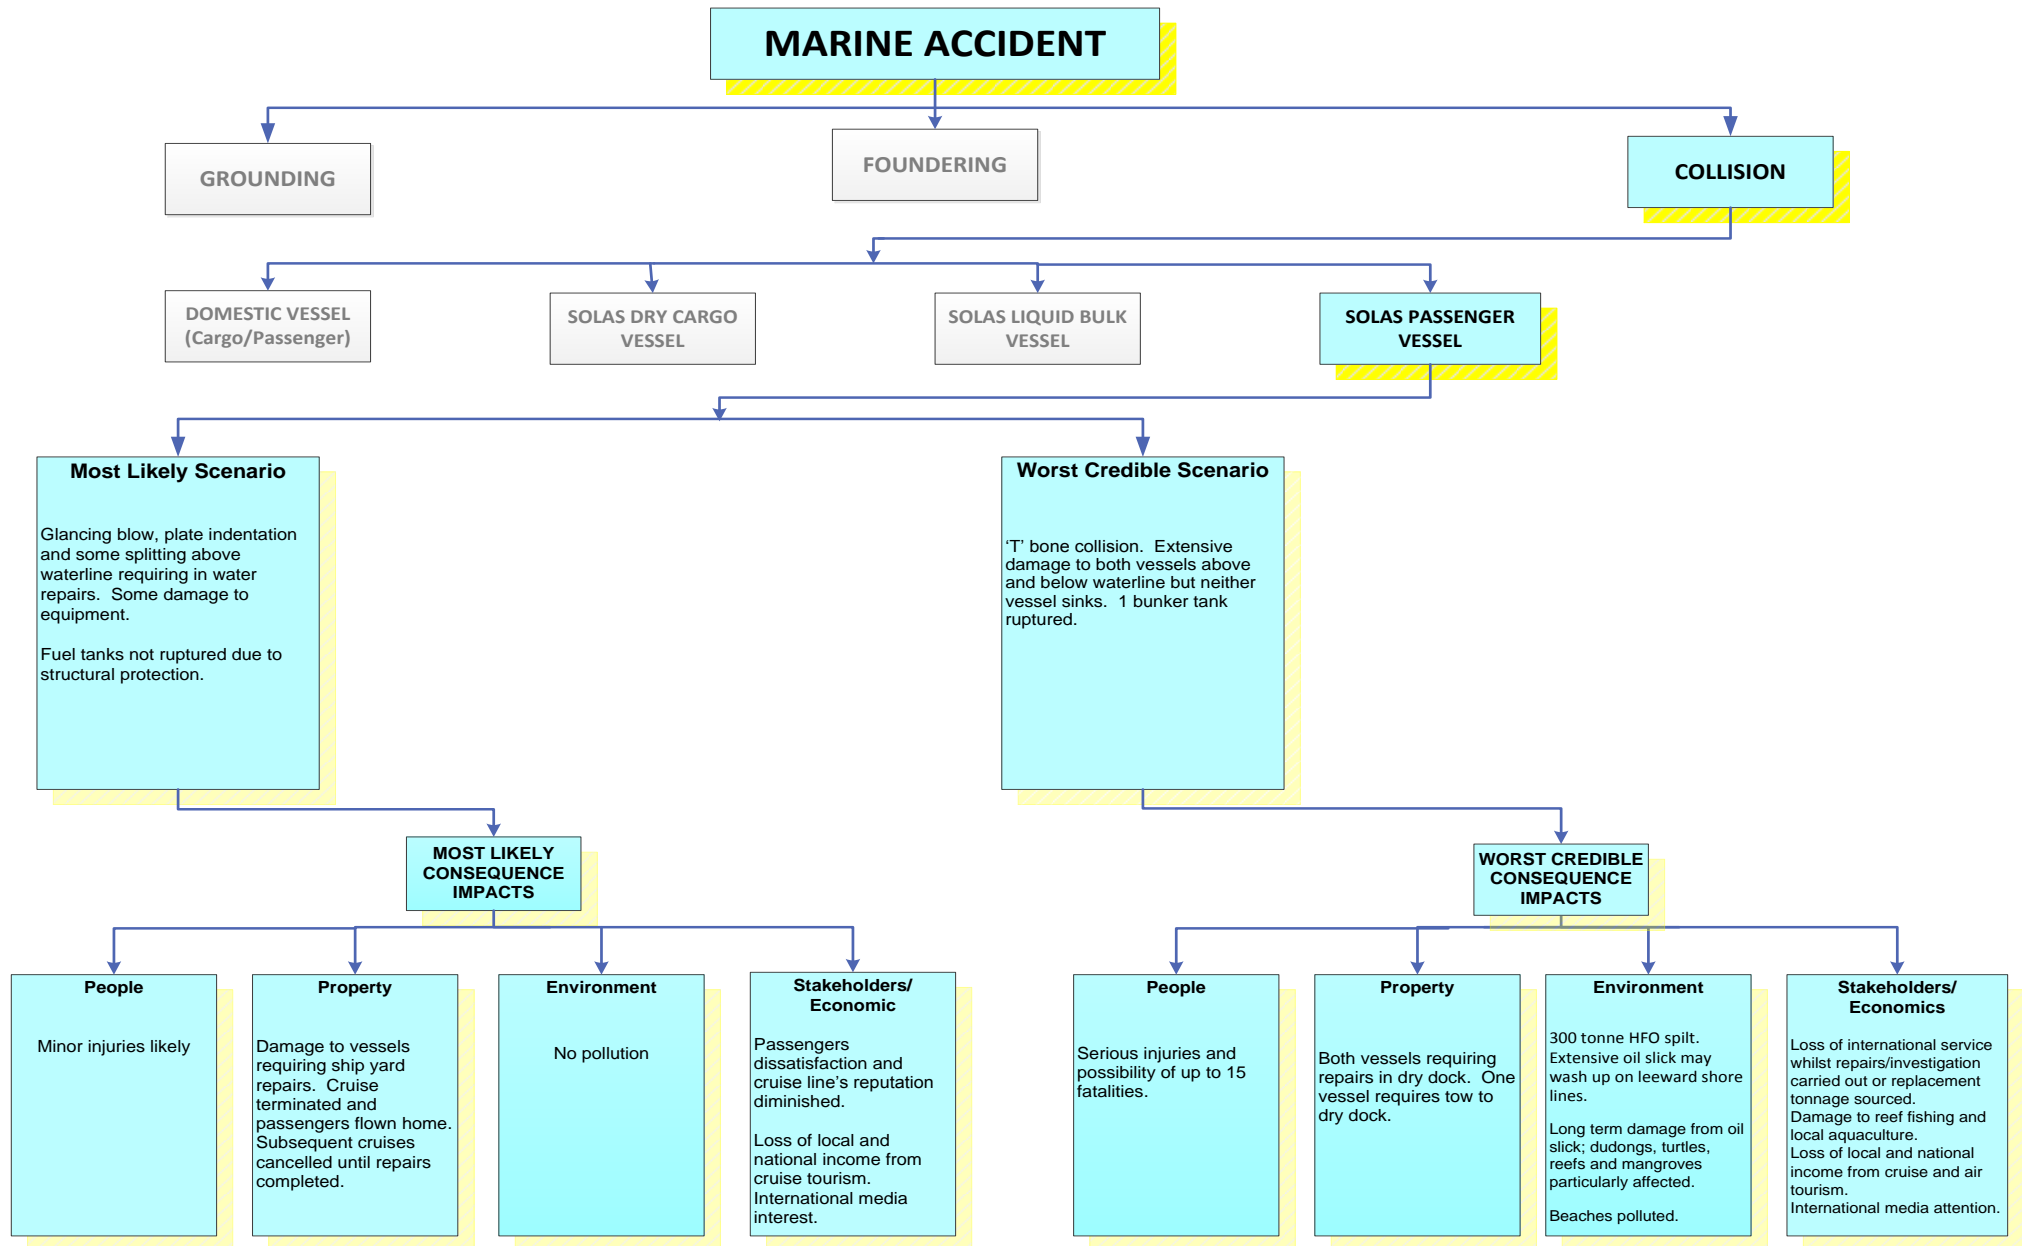 MARINE ACCIDENT
GROUNDING
FOUNDERING
COLLISION
DOMESTIC VESSEL
(Cargo/Passenger)
SOLAS DRY CARGO
VESSEL
SOLAS LIQUID BULK
VESSEL
SOLAS PASSENGER
VESSEL
Most Likely Scenario
Glancing blow, plate indentation
and some splitting above
waterline requiring in water
repairs.  Some damage to
equipment.
Fuel tanks not ruptured due to
structural protection.
Worst Credible Scenario
‘T’ bone collision.  Extensive
damage to both vessels above
and below waterline but neither
vessel sinks.  1 bunker tank
ruptured.
MOST LIKELY
CONSEQUENCE
IMPACTS
WORST CREDIBLE
CONSEQUENCE
IMPACTS
People
Minor injuries likely
Property
Damage to vessels
requiring ship yard
repairs.  Cruise
terminated and
passengers flown home.
Subsequent cruises
cancelled until repairs
completed.
Environment
No pollution
Stakeholders/
Economic
Passengers
dissatisfaction and
cruise line’s reputation
diminished.
Loss of local and
national income from
cruise tourism.
International media
interest.
People
Serious injuries and
possibility of up to 15
fatalities.
Property
Both vessels requiring
repairs in dry dock.  One
vessel requires tow to
dry dock.
Environment
300 tonne HFO spilt.
Extensive oil slick may
wash up on leeward shore
lines.
Long term damage from oil
slick; dudongs, turtles,
reefs and mangroves
particularly affected.
Beaches polluted.
Stakeholders/
Economics
Loss of international service
whilst repairs/investigation
carried out or replacement
tonnage sourced.
Damage to reef fishing and
local aquaculture.
Loss of local and national
income from cruise and air
tourism.
International media attention.